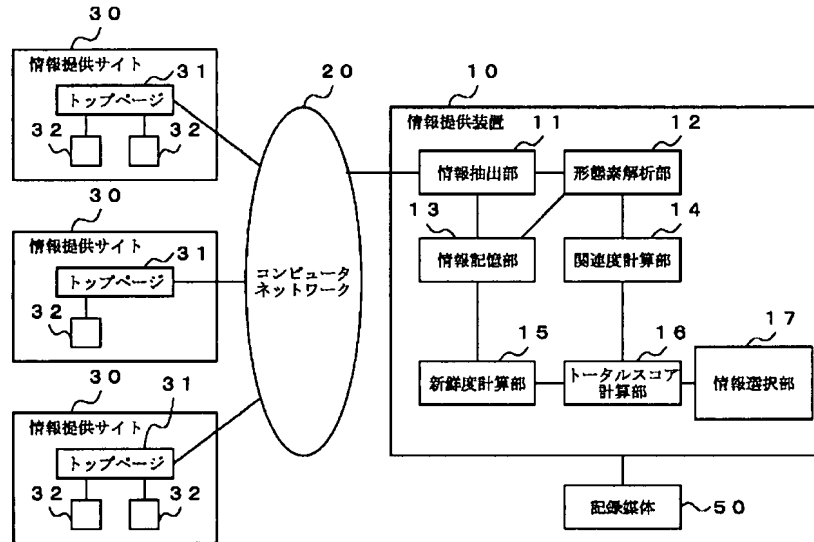 ３０
情報提供サイト
３１
トップページ
３２
３２
３０
情報提供サイト
３１
トップページ
３２
３０
情報提供サイト
３１
トップページ
３２
３２
２０
コンピュータ
ネットワーク
１０
情報提供装置
１１
情報抽出部
１２
形態素解析部
１３
情報記憶部
１４
関連度計算部
１５
新鮮度計算部
１６
トータルスコア
計算部
１７
情報選択部
記録媒体
５０